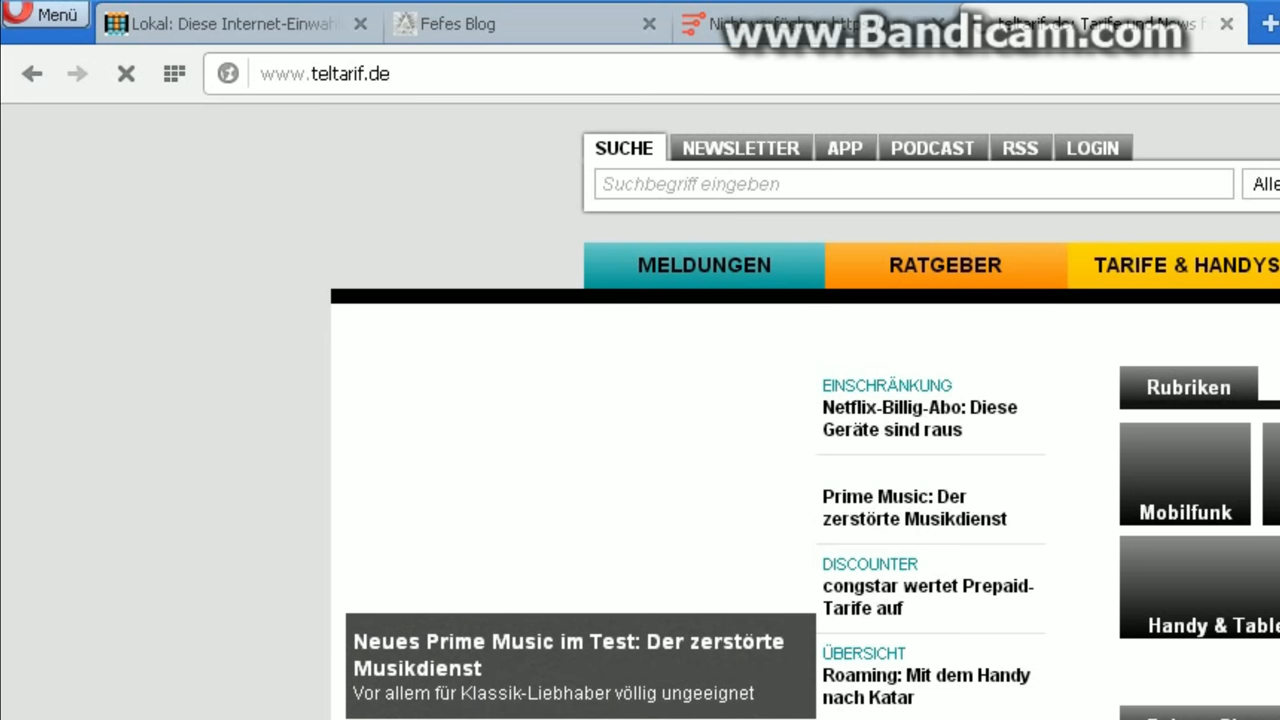 Menü
Lokal: Diese Internet-Einwahl
Fefes Blog
teltarif.de: Tarife und News f
www.Bandicam.com
www.teltarif.de
SUCHE NEWSLETTER APP PODCAST RSS LOGIN
Suchbegriff eingeben
Alle
MELDUNGEN RATGEBER TARIFE & HANDYS
EINSCHRÄNKUNG
Netflix-Billig-Abo: Diese
Geräte sind raus
Prime Music: Der
zerstörte Musikdienst
DISCOUNTER
congstar wertet Prepaid-
Tarife auf
ÜBERSICHT
Roaming: Mit dem Handy
nach Katar
Neues Prime Music im Test: Der zerstörte
Musikdienst
Vor allem für Klassik-Liebhaber völlig ungeeignet
Rubriken
Mobilfunk
Handy & Table